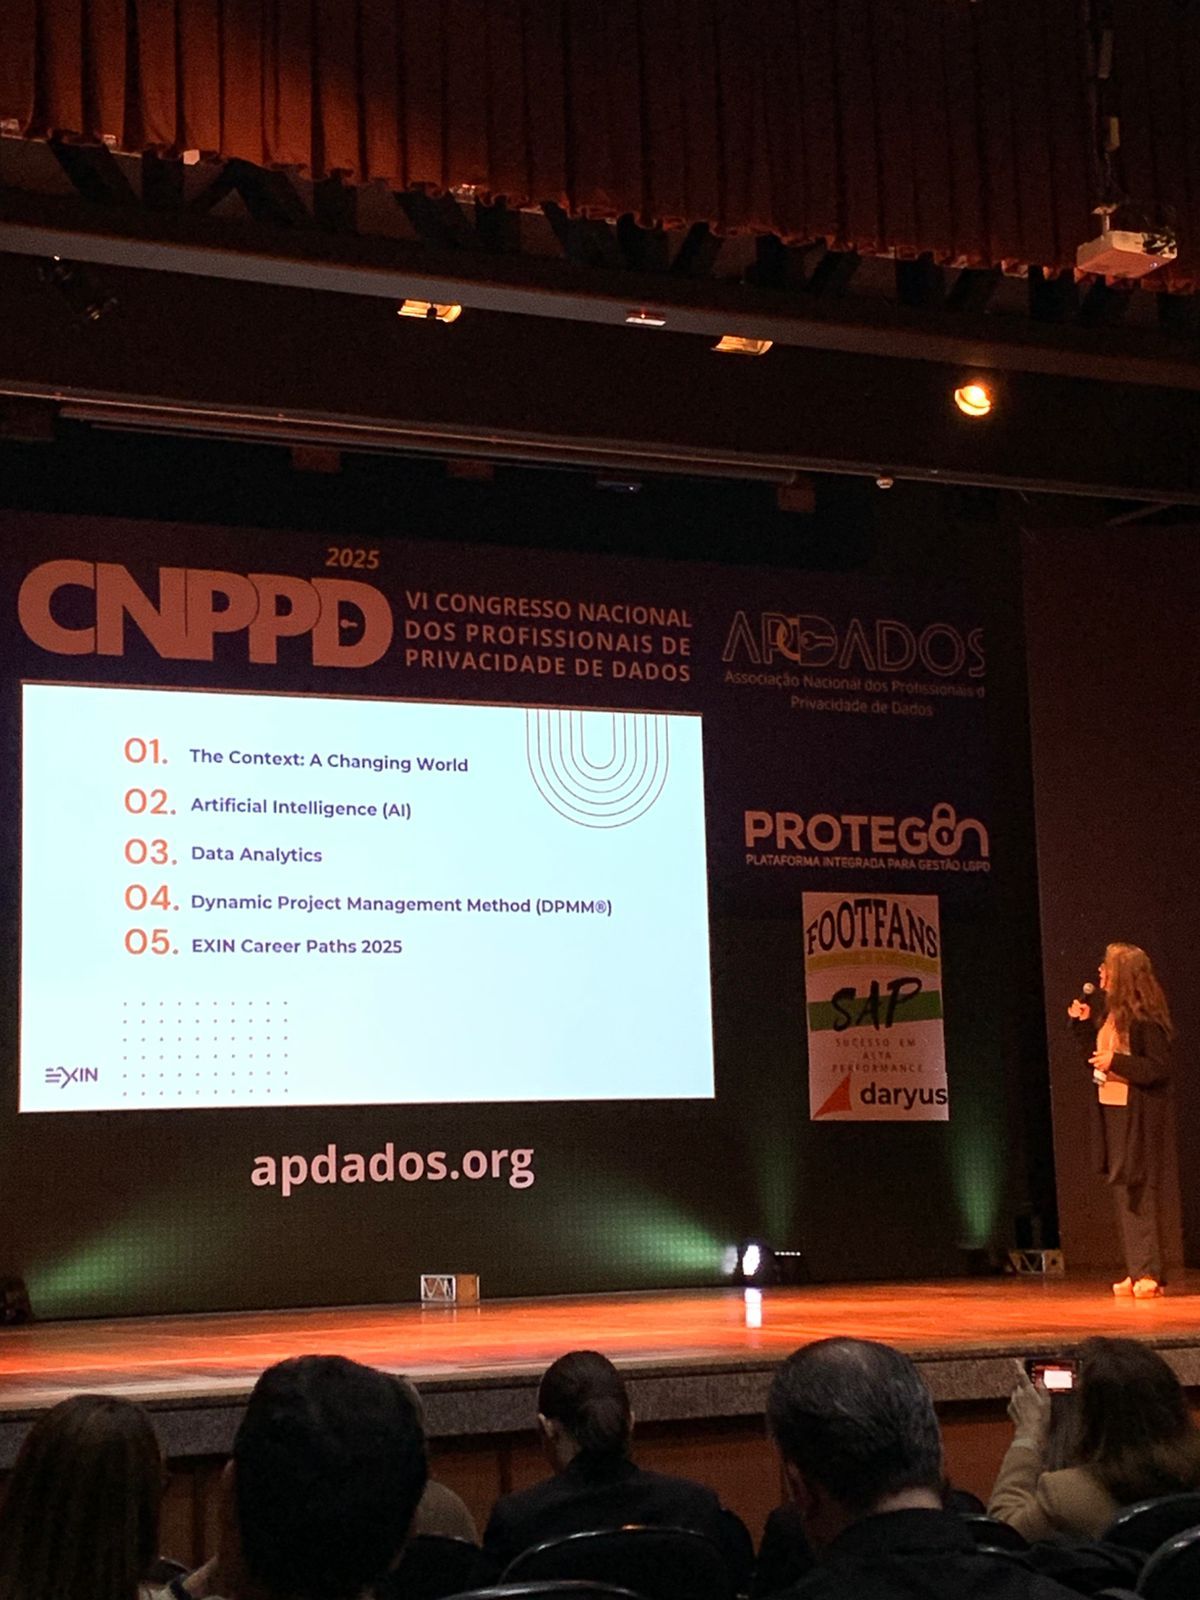 2025
CNPPD
VI CONGRESSO NACIONAL
DOS PROFISSIONAIS DE
PRIVACIDADE DE DADOS
APDADOS
Associação Nacional dos Profissionais d
Privacidade de Dados
01. The Context: A Changing World
02. Artificial Intelligence (AI)
03. Data Analytics
04. Dynamic Project Management Method (DPMM®)
05. EXIN Career Paths 2025
EXIN
PROTEGON
PLATAFORMA INTEGRADA PARA GESTÃO LGPD
FOOTFANS
SAP
SUCESSO EM
ALTA
PERFORMANCE
daryus
apdados.org